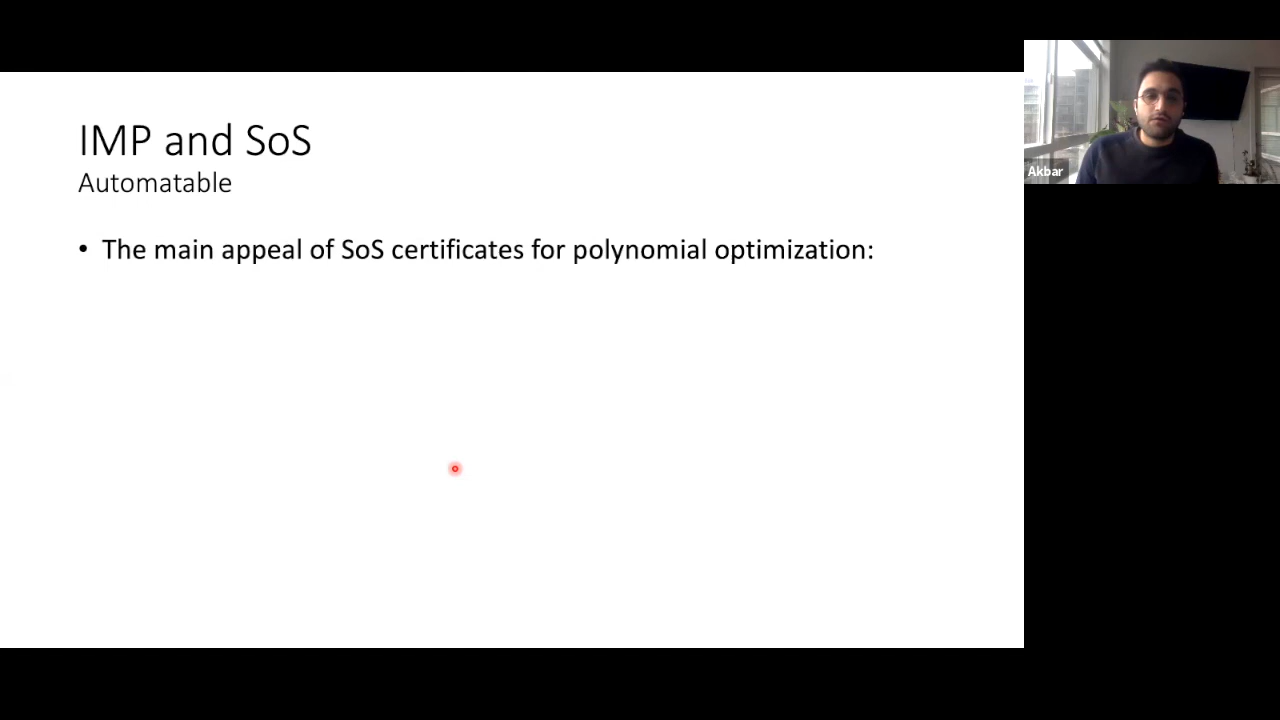 IMP and SoS
Automatable
• The main appeal of SoS certificates for polynomial optimization:
Akbar